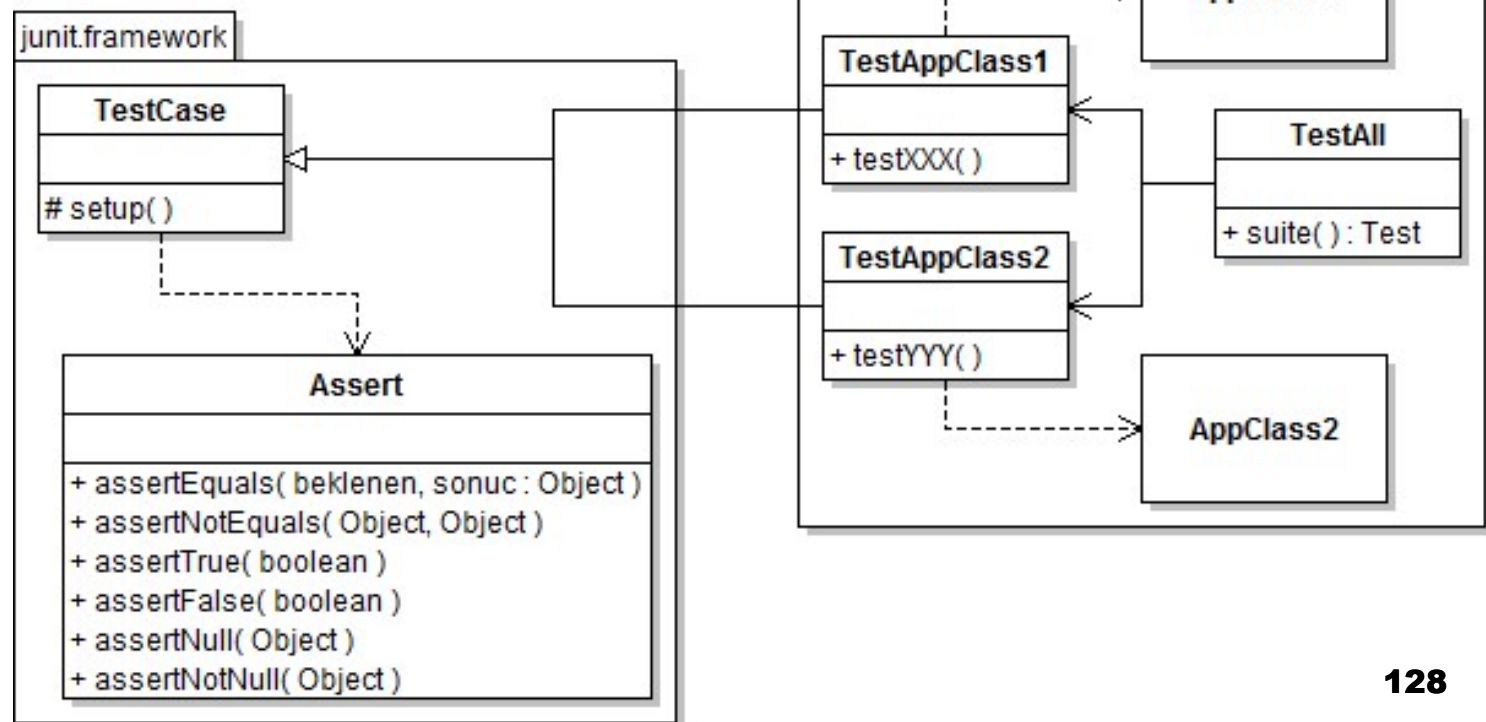 junit.framework
TestCase
# setup( )
Assert
+ assertEquals( beklenen, sonuc : Object )
+ assertNotEquals( Object, Object )
+ assertTrue( boolean )
+ assertFalse( boolean )
+ assertNull( Object )
+ assertNotNull( Object )
TestAppClass1
+ testXXX( )
TestAppClass2
+ testYYY( )
TestAll
+ suite( ) : Test
AppClass2
128